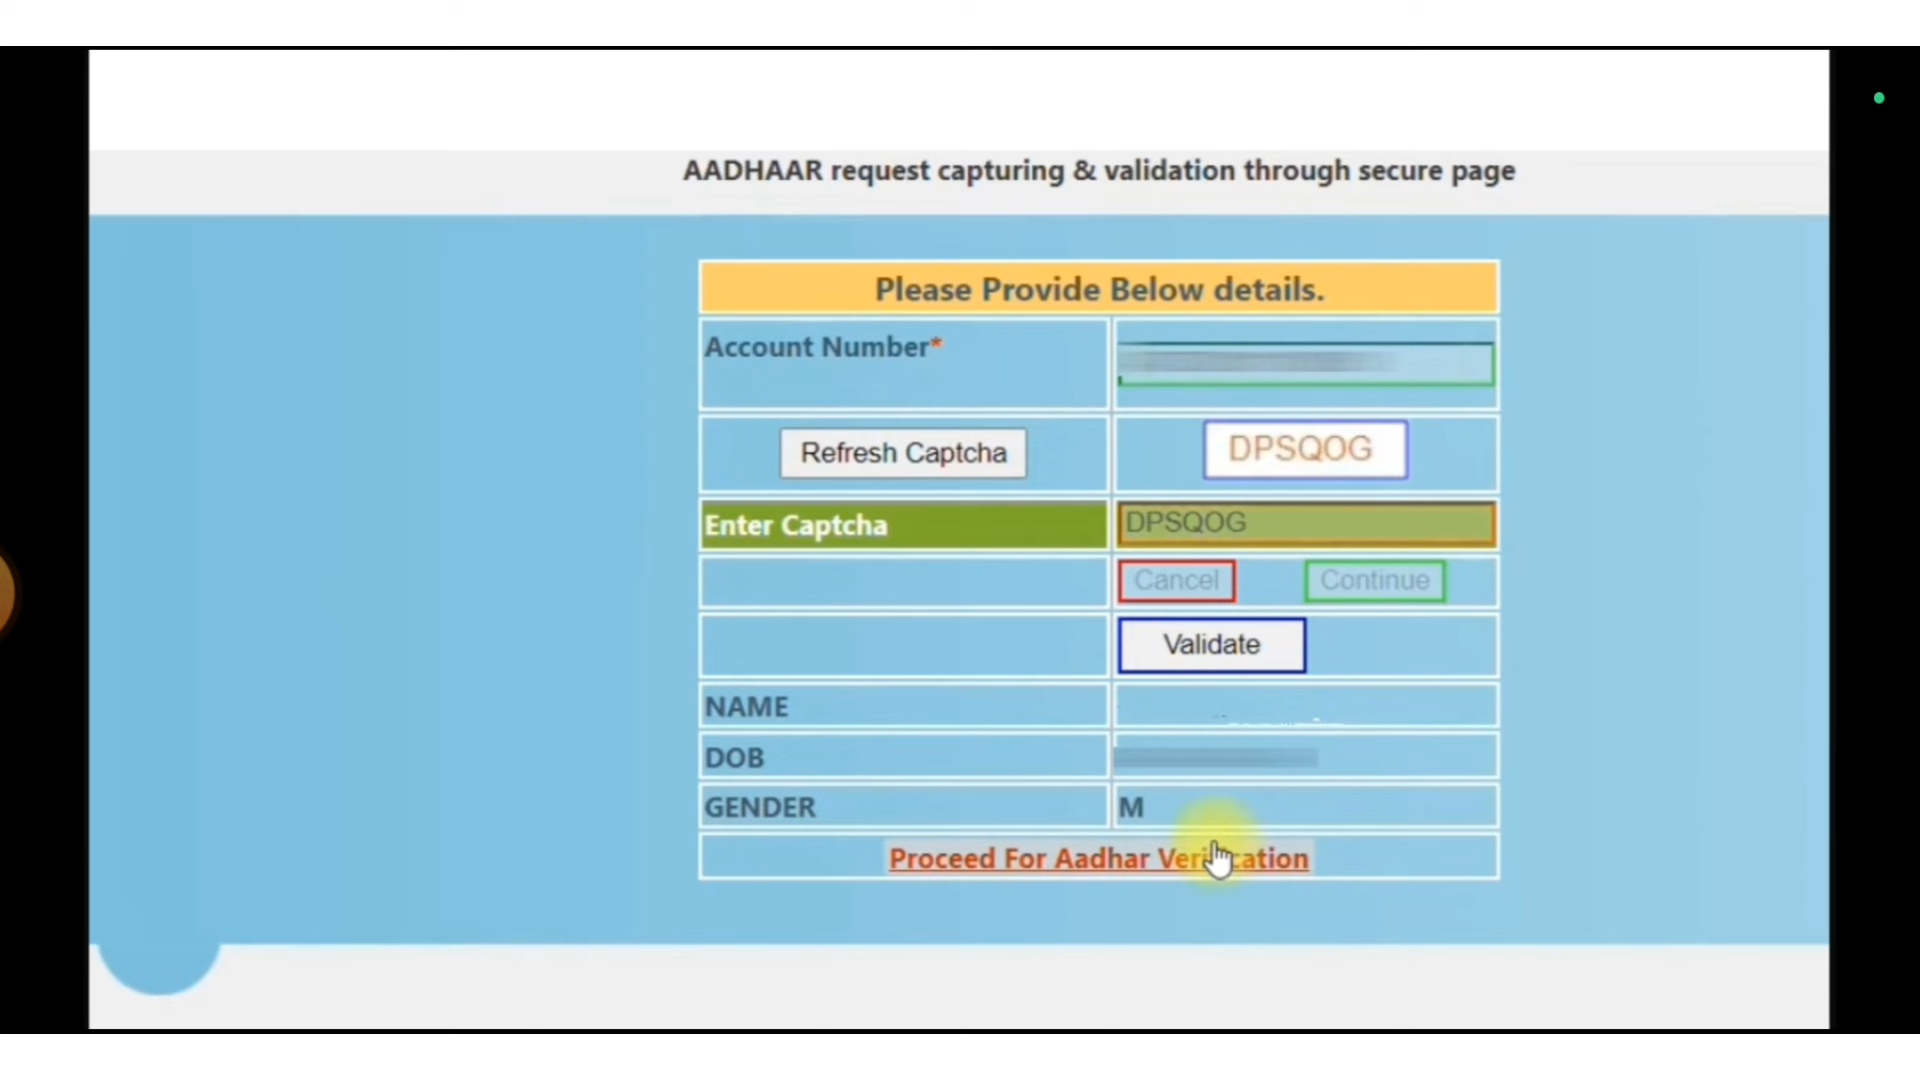 AADHAAR request capturing & validation through secure page
Please Provide Below details.
Account Number*
Refresh Captcha
DPSQOG
Enter Captcha
DPSQOG
Cancel
Continue
Validate
NAME
DOB
GENDER
M
Proceed For Aadhar Verification